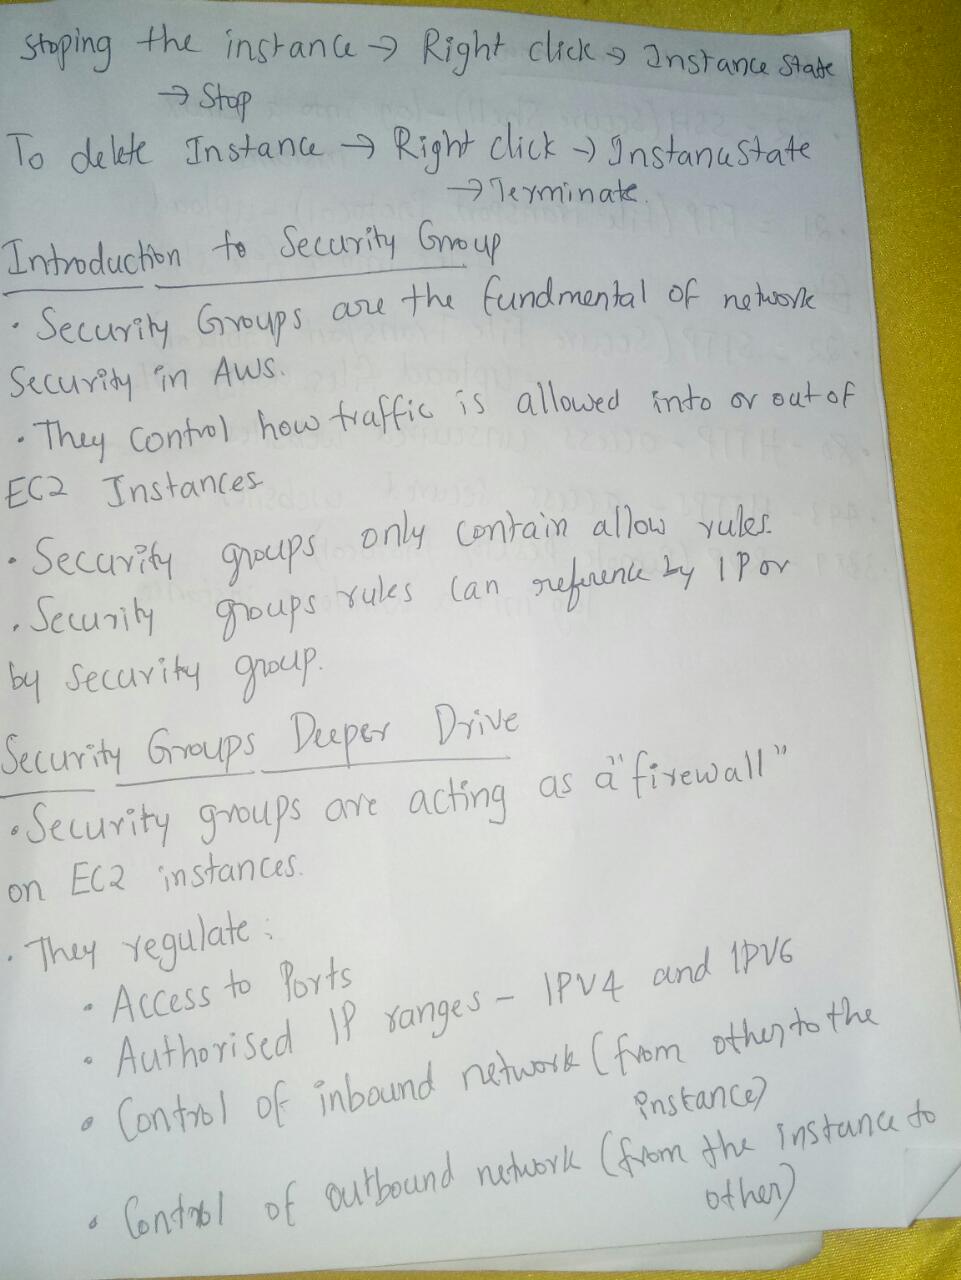 Stoping the instance → Right click → Instance State
→ Stop
To delete Instance → Right click → Instance State
→ Terminate.
Introduction to Security Group
• Security Groups are the fundmental of network
Security in AWS.
• They control how traffic is allowed into or out of
EC2 Instances
• Security groups only contain allow rules.
• Security groups rules can reference by IP or
by security group.
Security Groups Deeper Drive
• Security groups are acting as a "firewall"
on EC2 instances.
• They regulate :
• Access to Ports
• Authorised IP ranges - IPV4 and IPV6
• Control of inbound network (from other to the
instance)
• Control of outbound network (from the instance to
other)